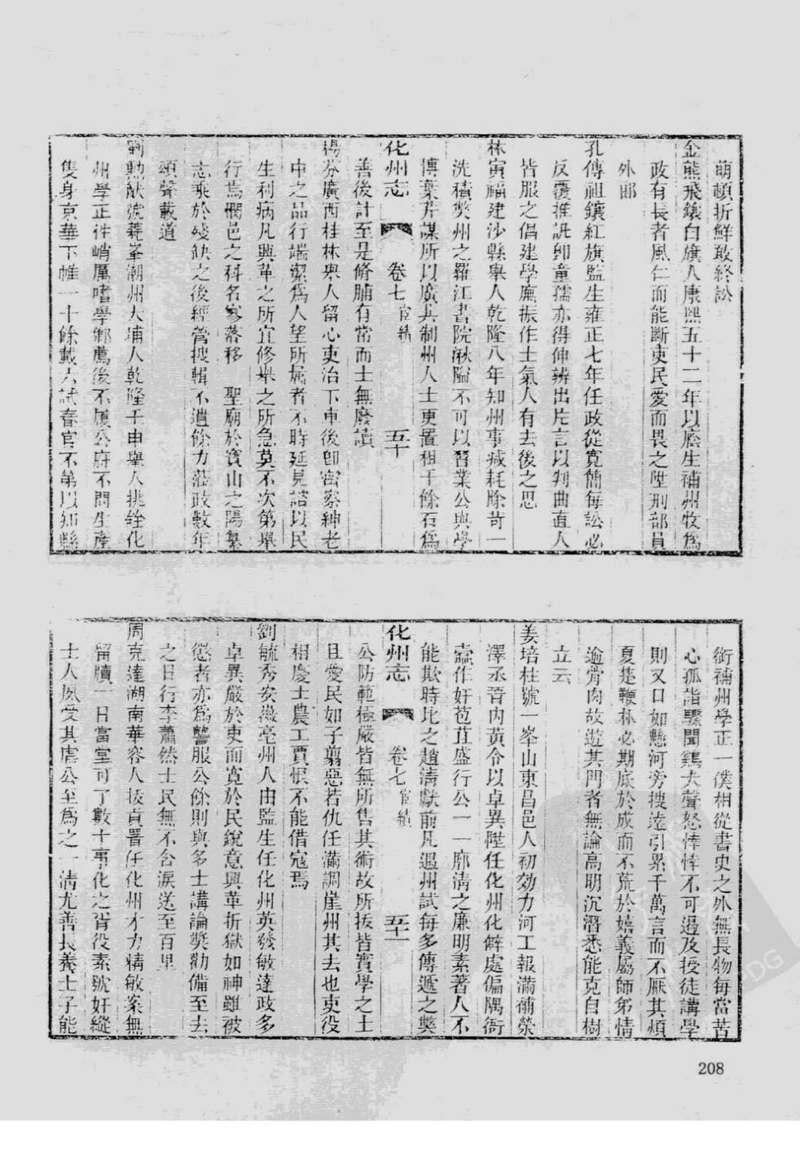 萌頓折鮮敢終訟
金熊飛鑲白旗人康熙五十二年以廕生補州牧為
政有長者風仁而能斷吏民愛而畏之陞刑部員
外郎
孔傳祖鑲紅旗監生雍正七年任政從寬簡每訟必
反覆推訊卽童孺亦得伸辨出片言以判曲直人
皆服之倡建學廡振作士氣人有去後之思
林寅福建沙縣舉人乾隆八年知州事减耗除苛一
洗積獘州之羅江書院湫隘不可以習業公與學
博葉芹謀所以廣其制州人士更置租千餘石爲
化州志 卷七宦績 五十
善後計至是脩脯有常而士無廢讀
楊芬廣西桂林舉人留心吏治下車後卽密察紳老
中之品行端潔爲人望所屬者不時延見諮以民
生利病凡興革之所宜修舉之所急莫不次第舉
行爲欄邑之科名寥落移 聖廟於寶山之陽纂
志乘於殘缺之後經營搜輯不遺餘力蒞政數年
頌聲載道
劉勳猷號 峯潮州大埔人乾隆壬申舉人挑銓化
州學正性峭厲嗜學鄉薦後不履公府不問生產
隻身京華下帷一十餘載大試春官不第以知縣
銜補州學正一僕相從書史之外無長物每當苦
心孤詣驟聞鷄犬聲怒悻悻不可遏及授徒講學
則又口如懸河旁搜遠引累千萬言而不厭其煩
夏楚鞭朴必期底於成而不荒於嬉義屬師弟情
逾骨肉故遊其門者無論高明沉潛悉能克自樹
立云
姜培柱號一峯山東昌邑人初効力河工報滿補滎
澤丞晉內黃令以卓異陞任化州化僻處偏隅衙
蠹作奸苞苴盛行公一一廓清之廉明素著人不
能欺時比之趙清獻前凡遇州試每多傳遞之獘
化州志 卷七宦績 五十一
公防範極嚴皆無所售其術故所拔皆實學之士
且愛民如子翦惡若仇任滿調崖州其去也吏役
相慶士農工賈恨不能借寇焉
劉毓秀安徽亳州人由監生任化州英發敏達政多
卓異嚴於吏而寬於民銳意興革折獄如神雖被
懲者亦爲讋服公餘則與多士講論獎勸備至去
之日行李蕭然士民無不含淚送至百里
周克達湖南華容人拔貢署任化州才力精敏案無
留牘一日當室可了數十事化之胥役素號奸縱
士人夙受其虐公至爲之一清尤善長養士子能
208